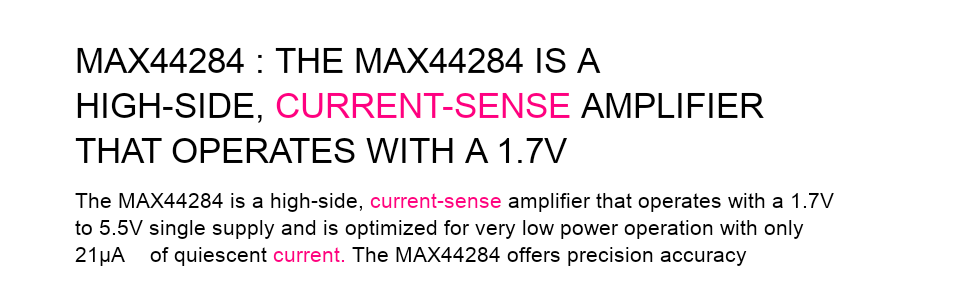 MAX44284 : THE MAX44284 IS A
HIGH-SIDE, CURRENT-SENSE AMPLIFIER
THAT OPERATES WITH A 1.7V
The MAX44284 is a high-side, current-sense amplifier that operates with a 1.7V
to 5.5V single supply and is optimized for very low power operation with only
21μA of quiescent current. The MAX44284 offers precision accuracy